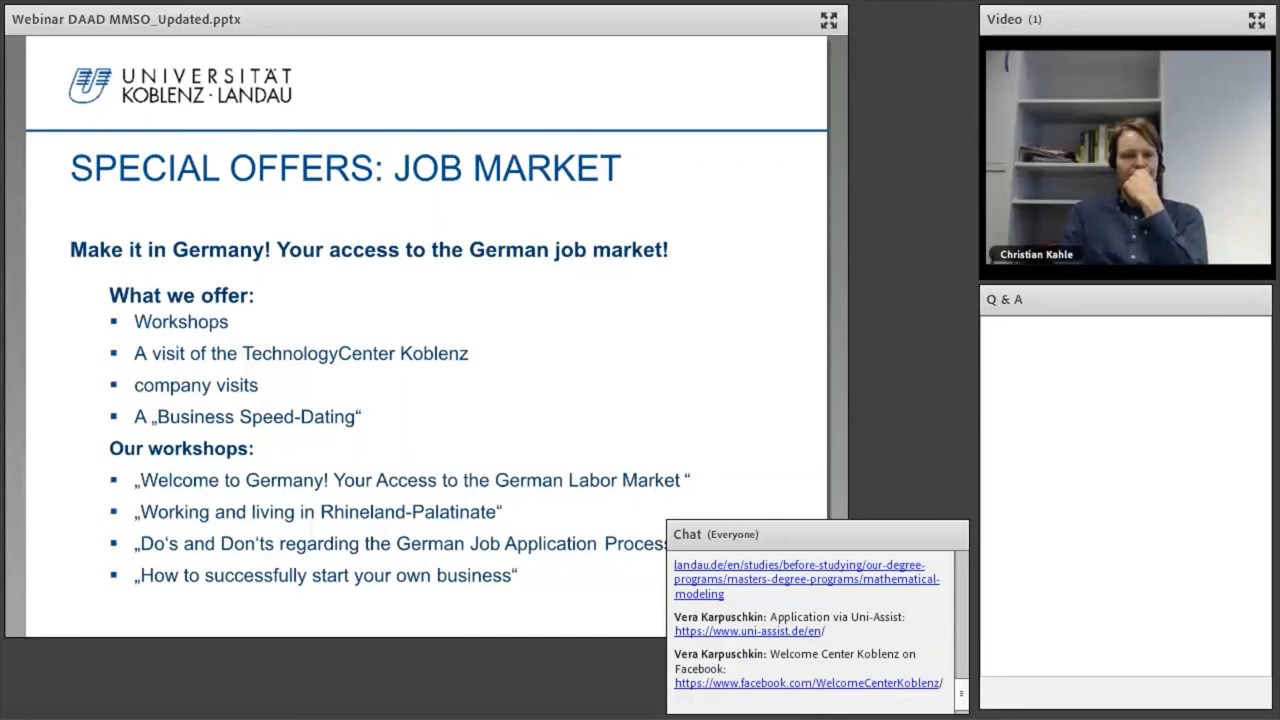 Webinar DAAD MMSO_Updated.pptx
UNIVERSITÄT
KOBLENZ · LANDAU
SPECIAL OFFERS: JOB MARKET
Make it in Germany! Your access to the German job market!
What we offer:
▪ Workshops
▪ A visit of the TechnologyCenter Koblenz
▪ company visits
▪ A „Business Speed-Dating“
Our workshops:
▪ „Welcome to Germany! Your Access to the German Labor Market “
▪ „Working and living in Rhineland-Palatinate“
▪ „Do‘s and Don‘ts regarding the German Job Application Process
▪ „How to successfully start your own business“
Chat (Everyone)
landau.de/en/studies/before-studying/our-degree-
programs/masters-degree-programs/mathematical-
modeling
Vera Karpuschkin: Application via Uni-Assist:
https://www.uni-assist.de/en/
Vera Karpuschkin: Welcome Center Koblenz on
Facebook:
https://www.facebook.com/WelcomeCenterKoblenz/
Video (1)
Christian Kahle
Q & A